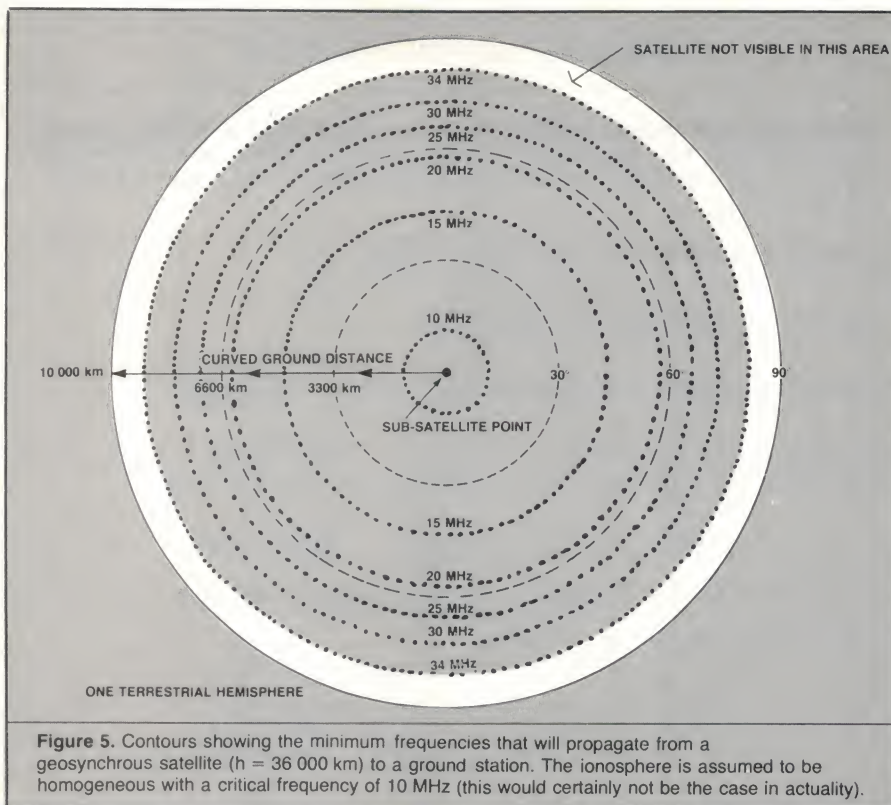 SATELLITE NOT VISIBLE IN THIS AREA
34 MHz
30 MHz
25 MHz
20 MHz
15 MHz
10 MHz
CURVED GROUND DISTANCE
10 000 km
6600 km
3300 km
30°
60°
90°
SUB-SATELLITE POINT
15 MHz
20 MHz
25 MHz
30 MHz
34 MHz
ONE TERRESTRIAL HEMISPHERE
Figure 5. Contours showing the minimum frequencies that will propagate from a
geosynchrous satellite (h = 36 000 km) to a ground station. The ionosphere is assumed to be
homogeneous with a critical frequency of 10 MHz (this would certainly not be the case in actuality).